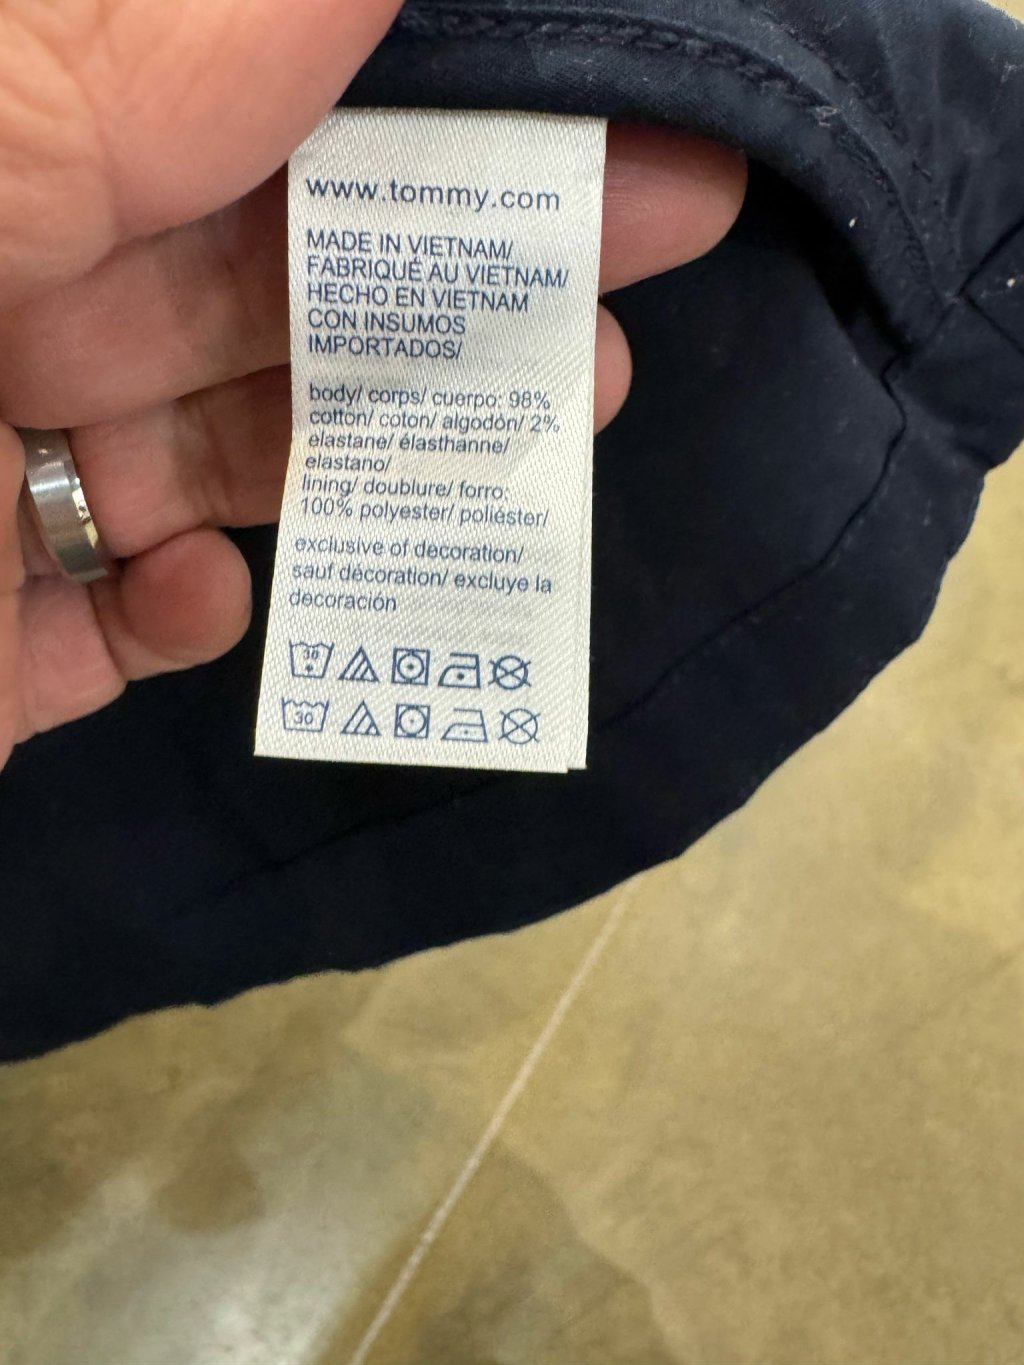 www.tommy.com
MADE IN VIETNAM/
FABRIQUÉ AU VIETNAM/
HECHO EN VIETNAM
CON INSUMOS
IMPORTADOS/
body/ corps/ cuerpo: 98%
cotton/ coton/ algodón/ 2%
elastane/ élasthanne/
elastano/
lining/ doublure/ forro:
100% polyester/ poliéster/
exclusive of decoration/
sauf décoration/ excluye la
decoración
30
30